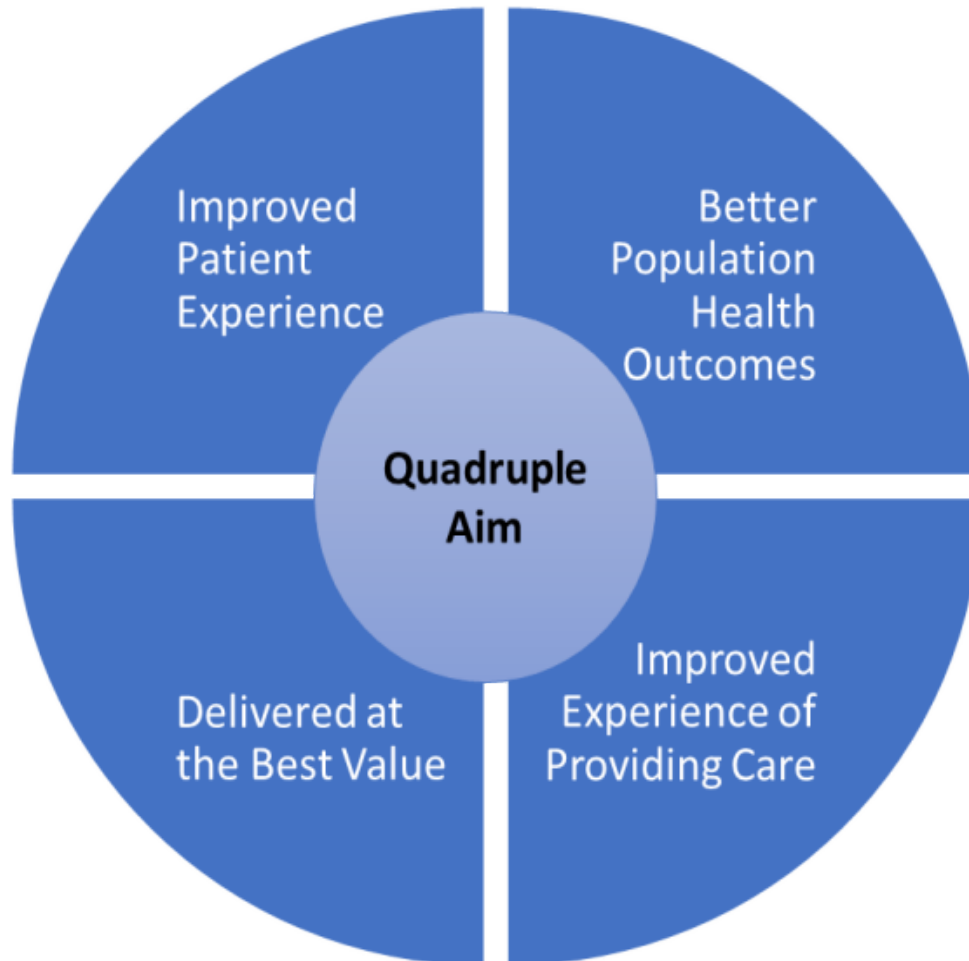 Improved
Patient
Experience
Better
Population
Health
Outcomes
Quadruple
Aim
Delivered at
the Best Value
Improved
Experience of
Providing Care